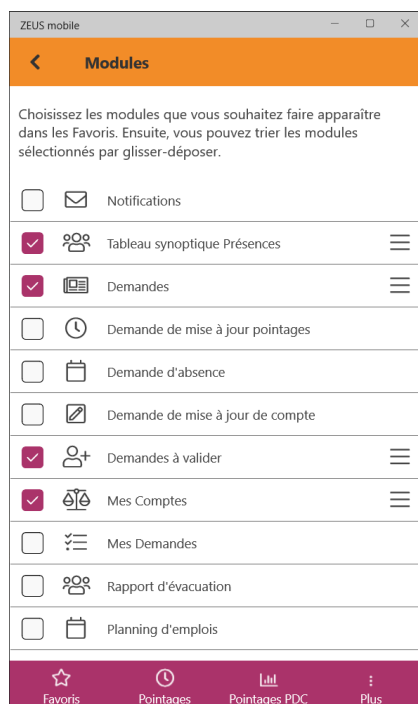 ZEUS mobile
Modules
Choisissez les modules que vous souhaitez faire apparaître
dans les Favoris. Ensuite, vous pouvez trier les modules
sélectionnés par glisser-déposer.
Notifications
Tableau synoptique Présences
Demandes
Demande de mise à jour pointages
Demande d'absence
Demande de mise à jour de compte
Demandes à valider
Mes Comptes
Mes Demandes
Rapport d'évacuation
Planning d'emplois
Favoris Pointages Pointages PDC Plus